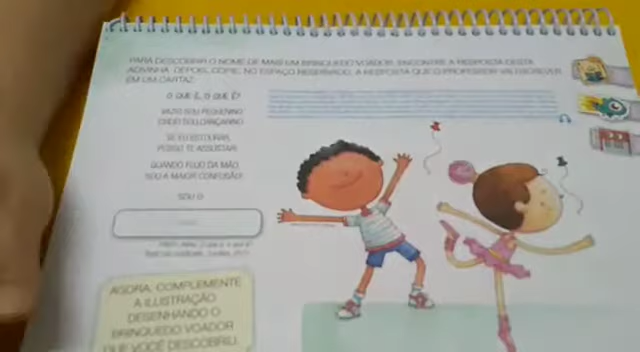 PARA DESCOBRIR O NOME DE MAIS UM BRINQUEDO VOADOR, ENCONTRE A RESPOSTA DESTA
ADIVINHA. DEPOIS, COPIE, NO ESPAÇO RESERVADO, A RESPOSTA QUE O PROFESSOR VAI ESCREVER
EM UM CARTAZ.
O QUE É, O QUE É?
VAZIO SOU PEQUENINO
CHEIO SOU GRANDINHO
SE EU ESTOURAR,
POSSO TE ASSUSTAR!
QUANDO FUJO DA MÃO,
SOU A MAIOR CONFUSÃO!
SOU O
AGORA, COMPLEMENTE
A ILUSTRAÇÃO
DESENHANDO O
BRINQUEDO VOADOR
QUE VOCÊ DESCOBRIU.